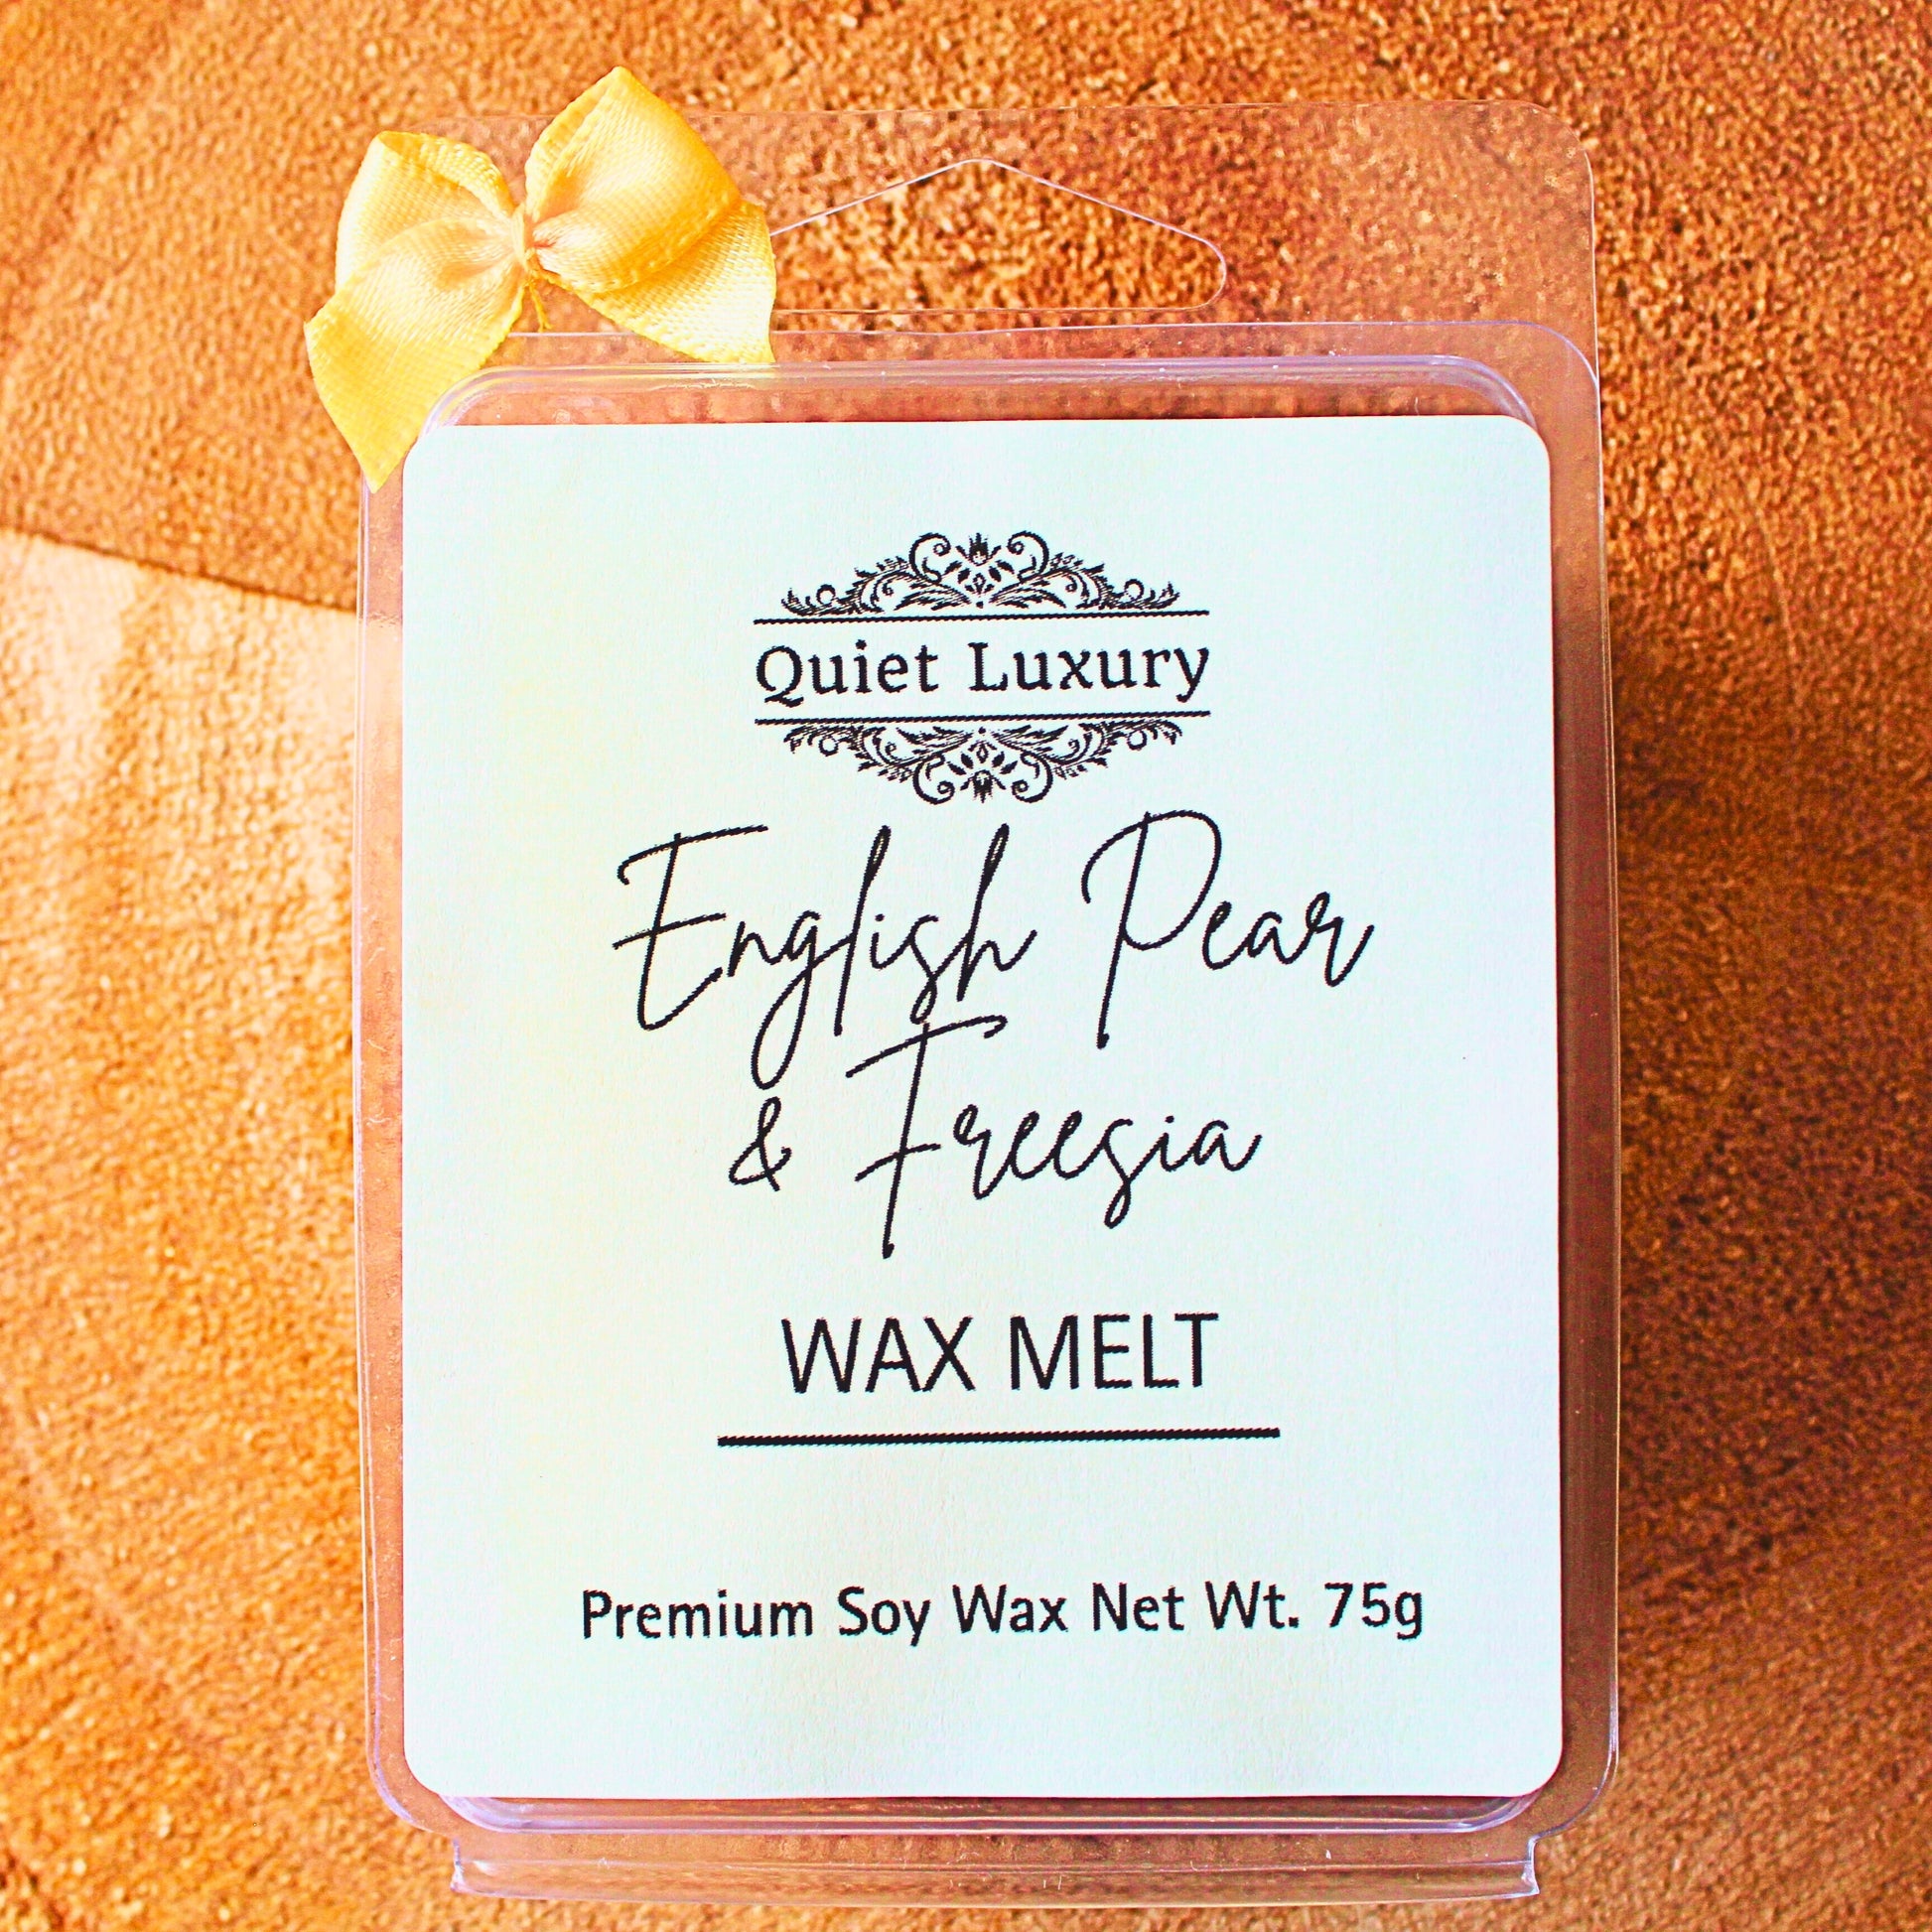 Quiet Luxury
English Pear
& Freesia
WAX MELT
Premium Soy Wax Net Wt. 75g